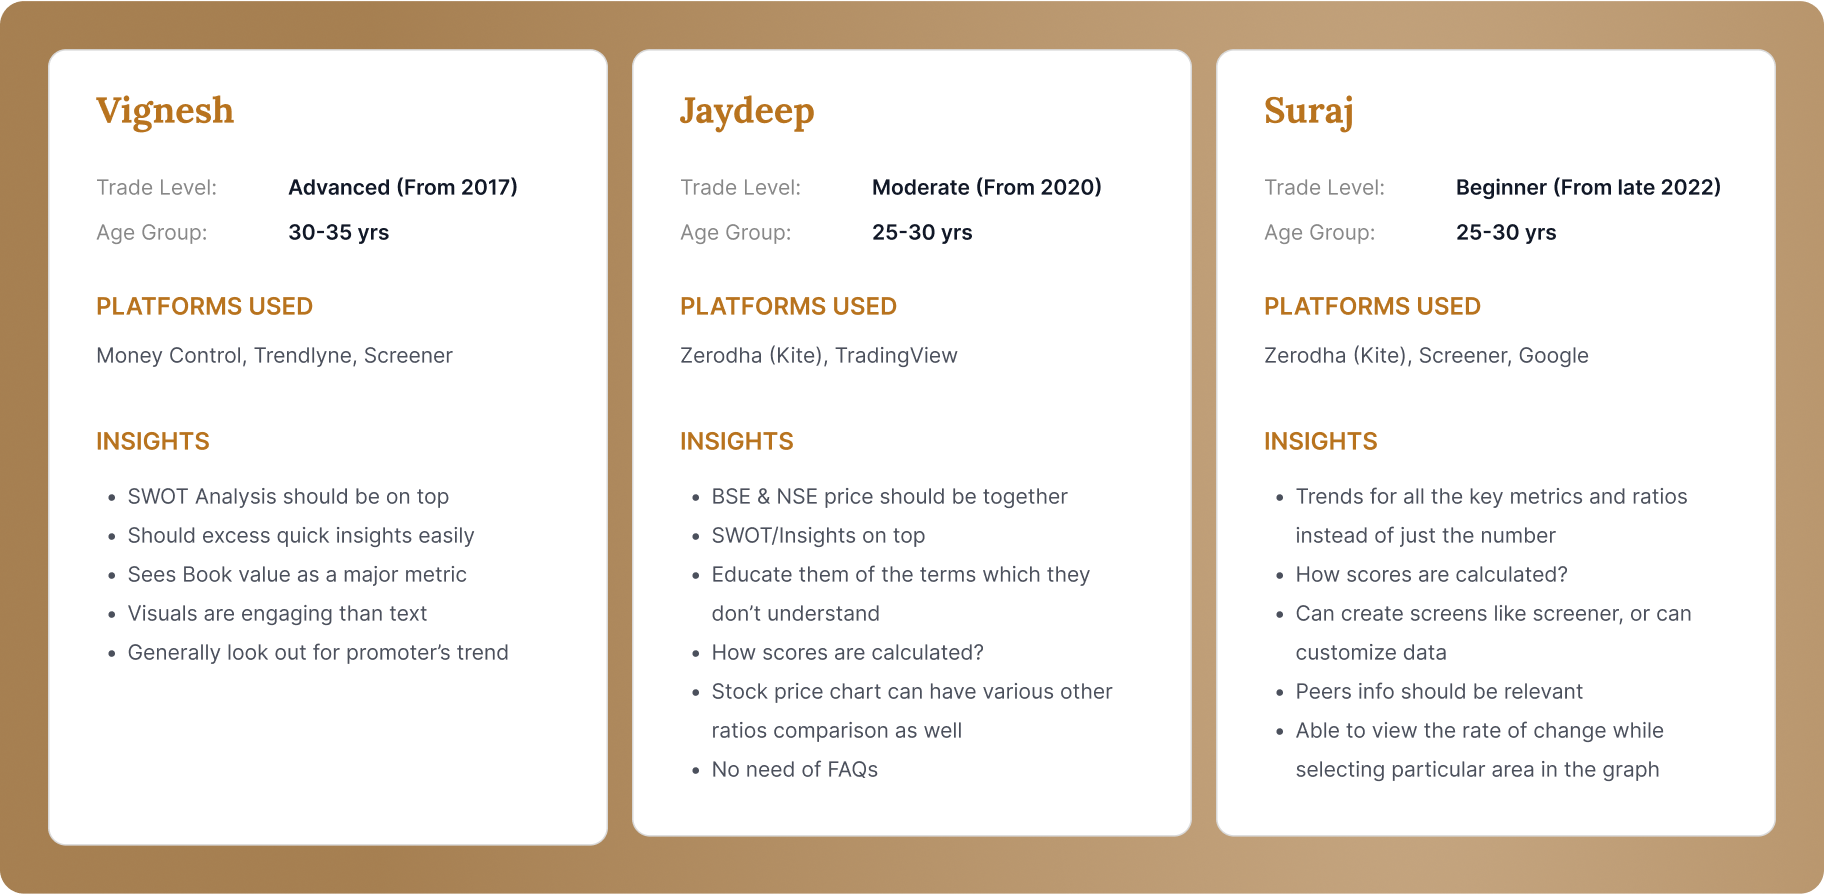 Vignesh
Trade Level: Advanced (From 2017)
Age Group: 30-35 yrs
PLATFORMS USED
Money Control, Trendlyne, Screener
INSIGHTS
• SWOT Analysis should be on top
• Should excess quick insights easily
• Sees Book value as a major metric
• Visuals are engaging than text
• Generally look out for promoter’s trend
Jaydeep
Trade Level: Moderate (From 2020)
Age Group: 25-30 yrs
PLATFORMS USED
Zerodha (Kite), TradingView
INSIGHTS
• BSE & NSE price should be together
• SWOT/Insights on top
• Educate them of the terms which they
don’t understand
• How scores are calculated?
• Stock price chart can have various other
ratios comparison as well
• No need of FAQs
Suraj
Trade Level: Beginner (From late 2022)
Age Group: 25-30 yrs
PLATFORMS USED
Zerodha (Kite), Screener, Google
INSIGHTS
• Trends for all the key metrics and ratios
instead of just the number
• How scores are calculated?
• Can create screens like screener, or can
customize data
• Peers info should be relevant
• Able to view the rate of change while
selecting particular area in the graph